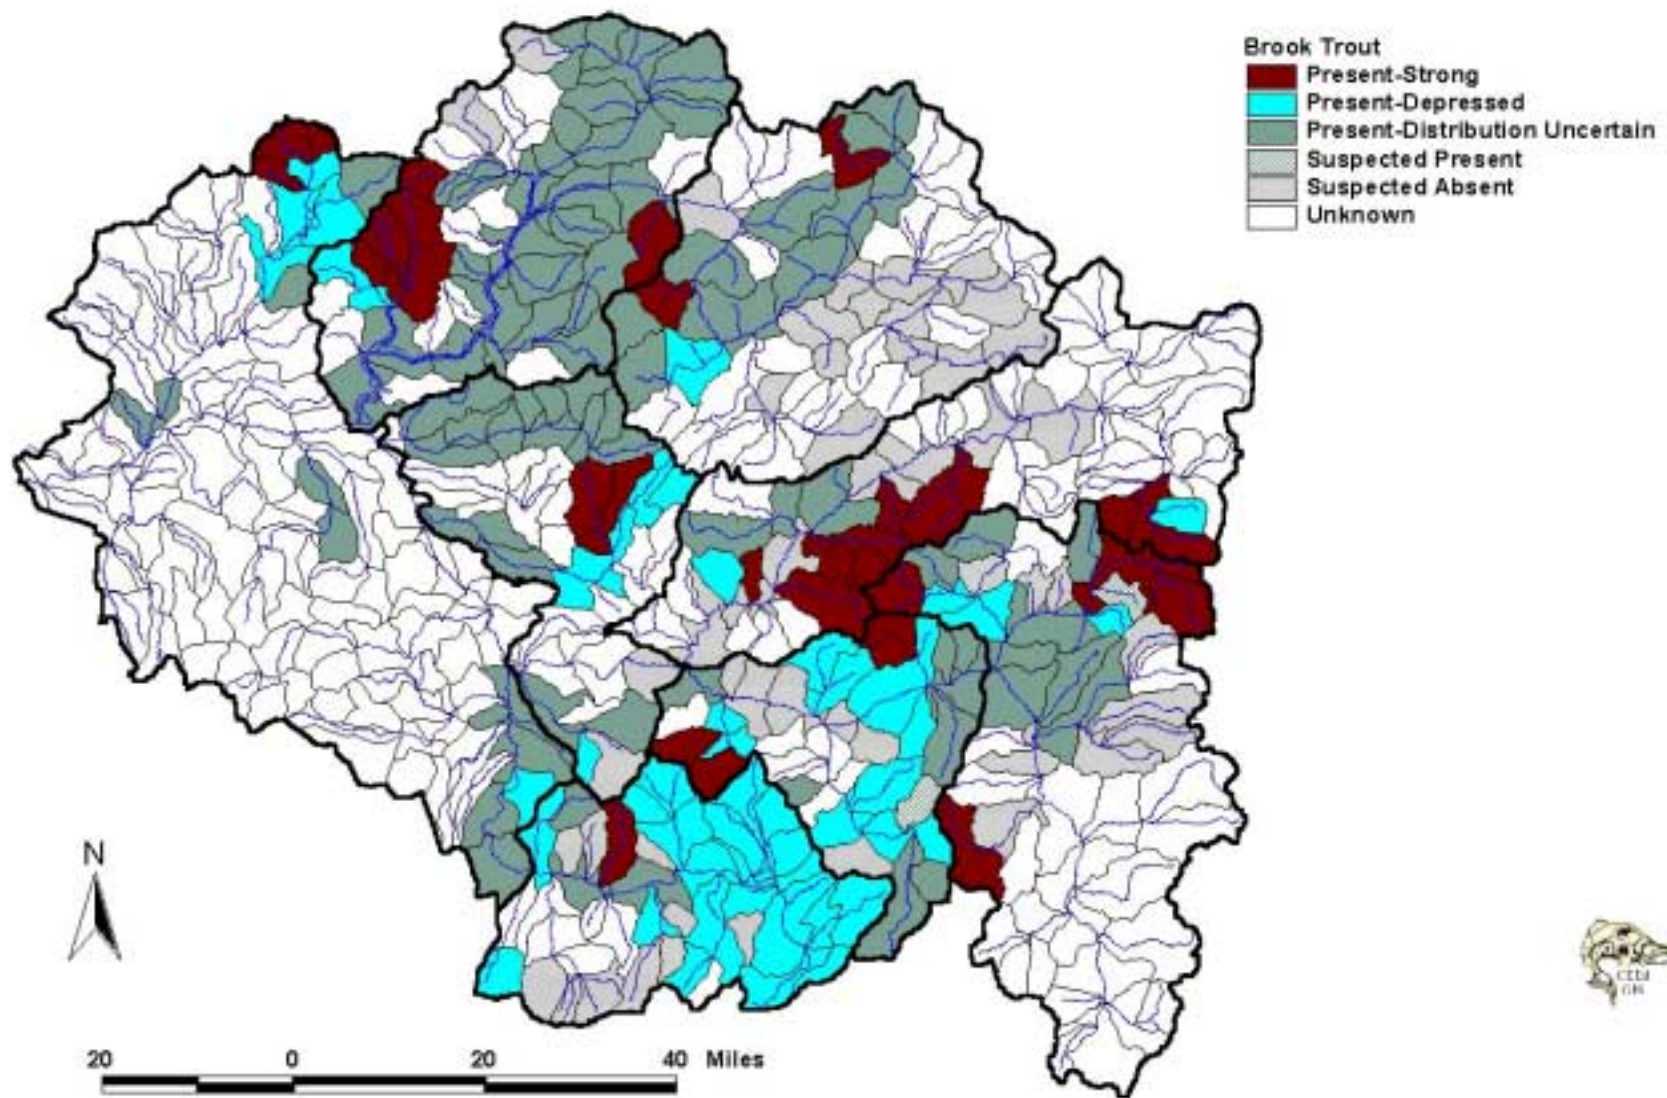 Brook Trout
Present-Strong
Present-Depressed
Present-Distribution Uncertain
Suspected Present
Suspected Absent
Unknown
N
20 0 20 40 Miles